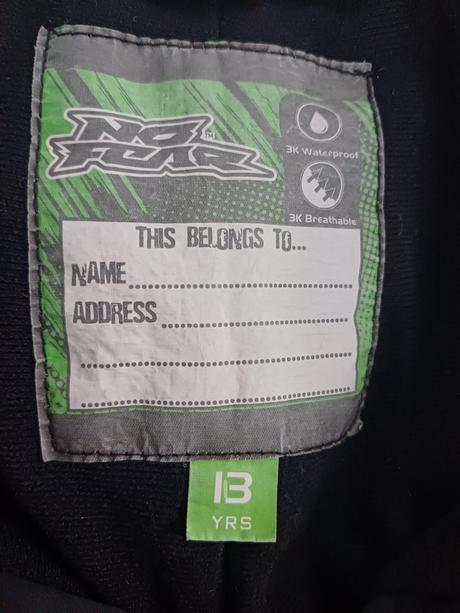 NO
FEAR
TM
3K Waterproof
3K Breathable
THIS BELONGS TO...
NAME
ADDRESS
13
YRS